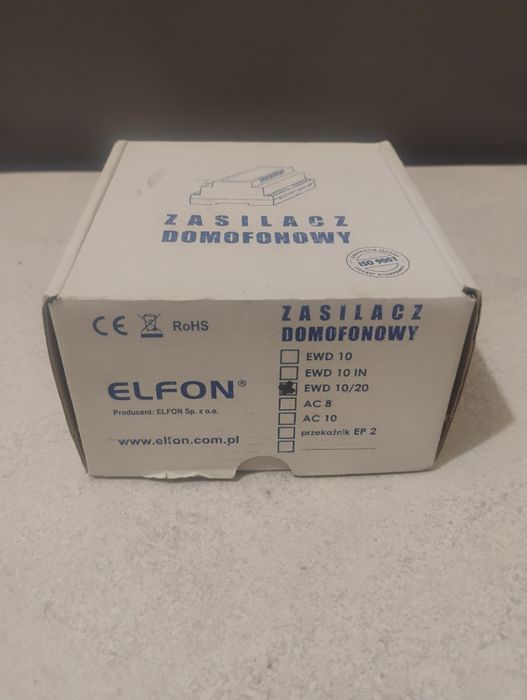 ZASILACZ
DOMOFONOWY
ISO 9001
CE RoHS
ZASILACZ
DOMOFONOWY
EWD 10
EWD 10 IN
EWD 10/20
AC 8
AC 10
przekaźnik EP 2
ELFON®
Producent: ELFON Sp. z o.o.
www.elfon.com.pl